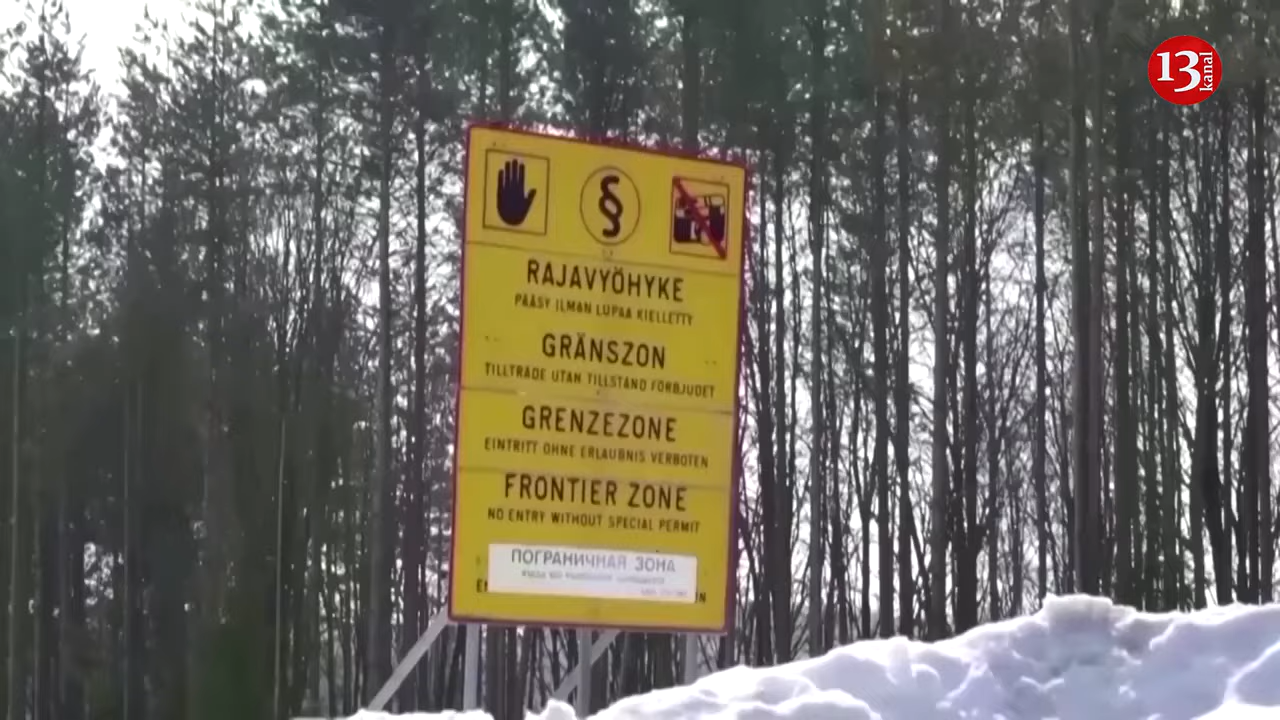 13
kanal
§
RAJAVYÖHYKE
PÄÄSY ILMAN LUPAA KIELLETTY
GRÄNSZON
TILLTRÄDE UTAN TILLSTÅND FÖRBJUDET
GRENZEZONE
EINTRITT OHNE ERLAUBNIS VERBOTEN
FRONTIER ZONE
NO ENTRY WITHOUT SPECIAL PERMIT
ПОГРАНИЧНАЯ ЗОНА